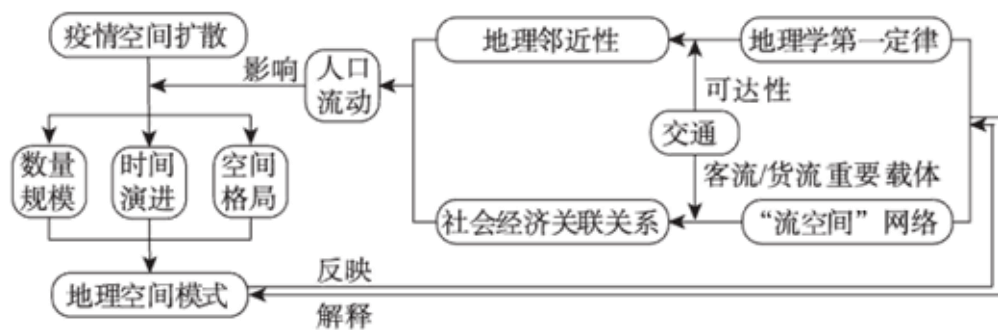 疫情空间扩散
地理邻近性
地理学第一定律
影响
人口
流动
可达性
交通
数量
规模
时间
演进
空间
格局
客流/货流重要载体
社会经济关联关系
“流空间”网络
反映
地理空间模式
解释